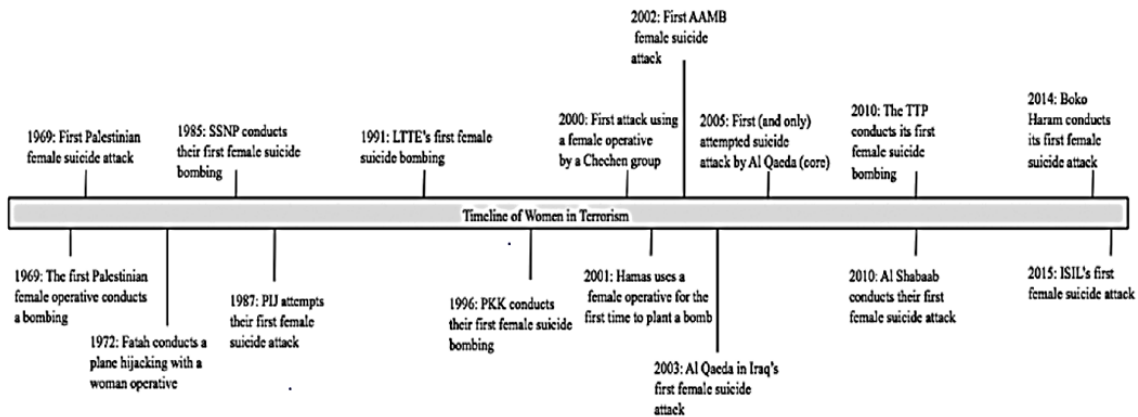 2002: First AAMB
female suicide
attack
1969: First Palestinian
female suicide attack
1985: SSNP conducts
their first female suicide
bombing
1991: LTTE's first female
suicide bombing
2000: First attack using
a female operative
by a Chechen group
2005: First (and only)
attempted suicide
attack by Al Qaeda (core)
2010: The TTP
conducts its first
female suicide
bombing
2014: Boko
Haram conducts
its first female
suicide attack
Timeline of Women in Terrorism
1969: The first Palestinian
female operative conducts
a bombing
1972: Fatah conducts a
plane hijacking with a
woman operative
1987: PIJ attempts
their first female
suicide attack
1996: PKK conducts
their first female suicide
bombing
2001: Hamas uses a
female operative for the
first time to plant a bomb
2003: Al Qaeda in Iraq's
first female suicide
attack
2010: Al Shabaab
conducts their first
female suicide attack
2015: ISIL's first
female suicide attack